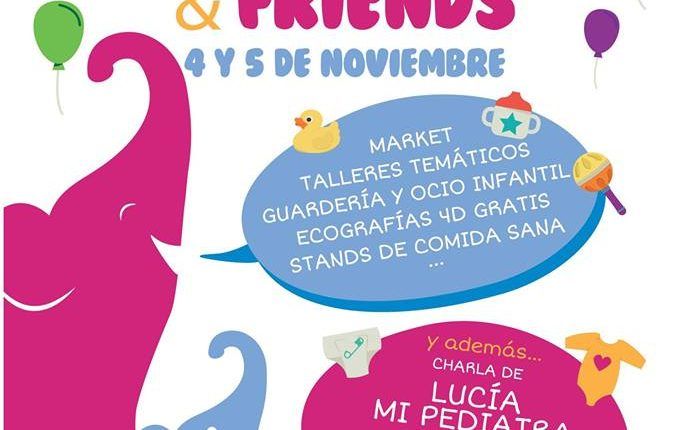 & FRIENDS
4 Y 5 DE NOVIEMBRE
MARKET
TALLERES TEMÁTICOS
GUARDERÍA Y OCIO INFANTIL
ECOGRAFÍAS 4D GRATIS
STANDS DE COMIDA SANA
...
y además...
CHARLA DE
LUCÍA
MI PEDIATRA